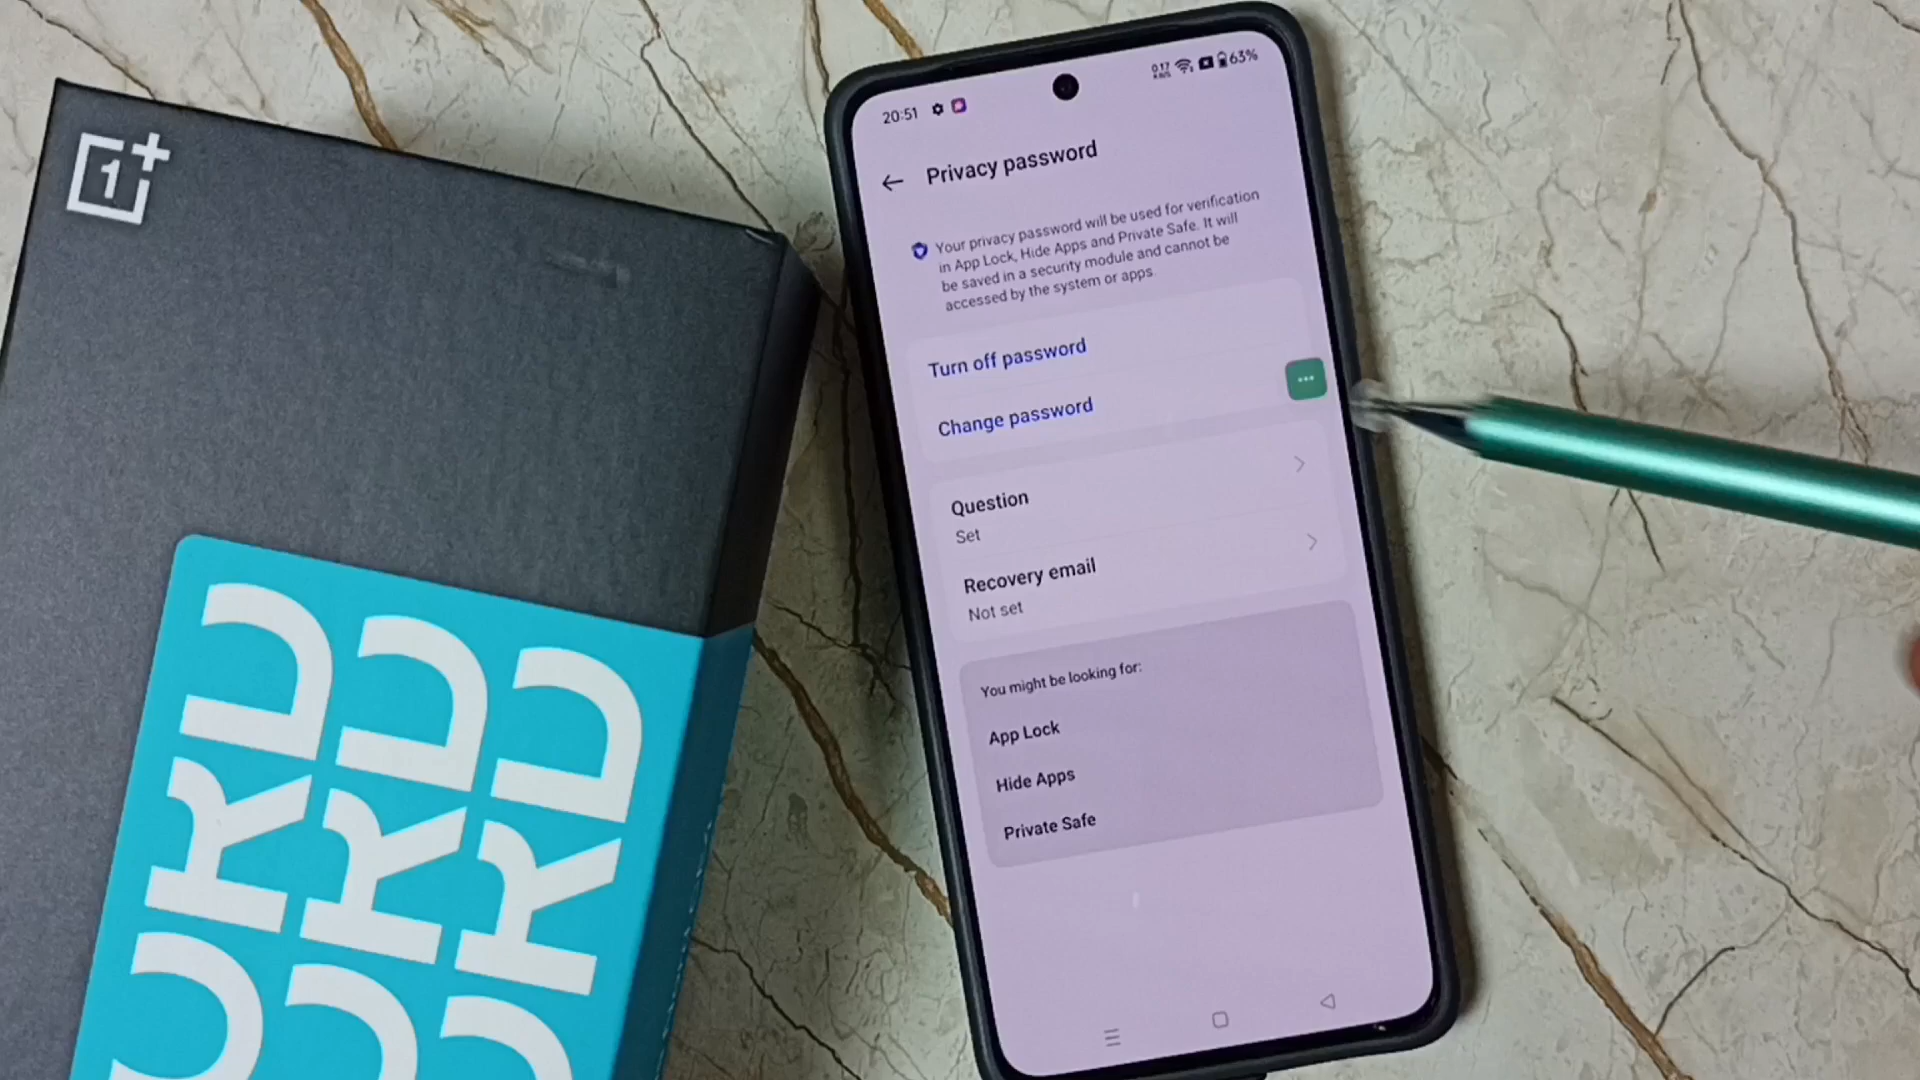 20:51
63%
Privacy password
Your privacy password will be used for verification
in App Lock, Hide Apps and Private Safe. It will
be saved in a security module and cannot be
accessed by the system or apps.
Turn off password
Change password
Question
Set
Recovery email
Not set
You might be looking for:
App Lock
Hide Apps
Private Safe
1+